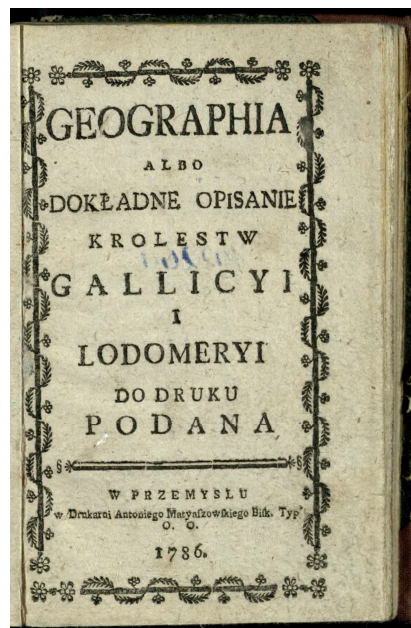 GEOGRAPHIA
ALBO
DOKŁADNE OPISANIE
KROLESTW
GALLICYI
I
LODOMERYI
DO DRUKU
PODANA
W PRZEMYSLU
w Drukarni Antoniego Matyaſzowſkiego Biſk. Typ
O. O.
1786.